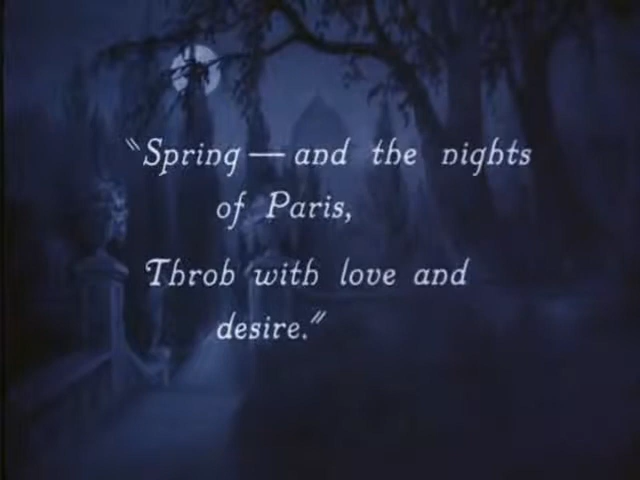 "Spring — and the nights
of Paris,
Throb with love and
desire."